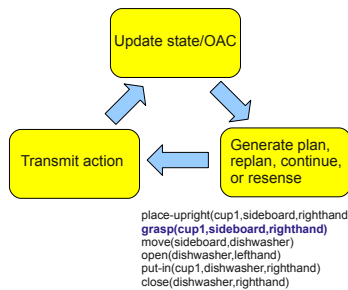 Update state/OAC
Transmit action
Generate plan,
replan, continue,
or resense
place-upright(cup1,sideboard,righthand
grasp(cup1,sideboard,righthand)
move(sideboard,dishwasher)
open(dishwasher,lefthand)
put-in(cup1,dishwasher,righthand)
close(dishwasher,righthand)